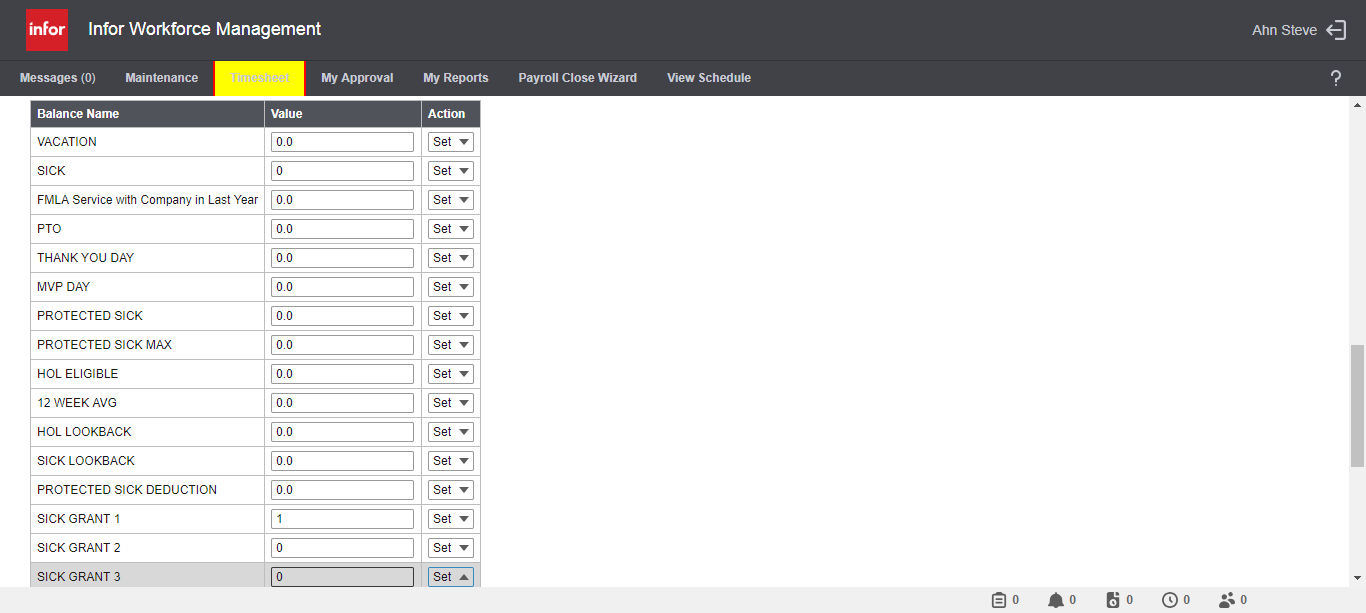 infor Infor Workforce Management Ahn Steve
Messages (0) Maintenance Timesheet My Approval My Reports Payroll Close Wizard View Schedule ?
Balance Name Value Action
VACATION 0.0 Set
SICK 0 Set
FMLA Service with Company in Last Year 0.0 Set
PTO 0.0 Set
THANK YOU DAY 0.0 Set
MVP DAY 0.0 Set
PROTECTED SICK 0.0 Set
PROTECTED SICK MAX 0.0 Set
HOL ELIGIBLE 0.0 Set
12 WEEK AVG 0.0 Set
HOL LOOKBACK 0.0 Set
SICK LOOKBACK 0.0 Set
PROTECTED SICK DEDUCTION 0.0 Set
SICK GRANT 1 1 Set
SICK GRANT 2 0 Set
SICK GRANT 3 0 Set
0 0 0 0 0